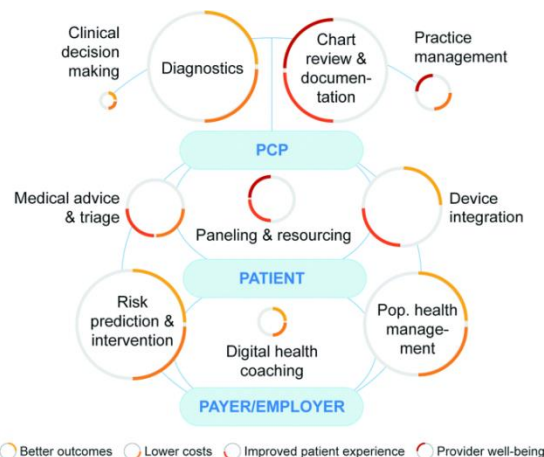 Clinical
decision
making
Diagnostics
Chart
review &
documen-
tation
Practice
management
PCP
Medical advice
& triage
Paneling & resourcing
Device
integration
PATIENT
Risk
prediction &
intervention
Digital health
coaching
Pop. health
manage-
ment
PAYER/EMPLOYER
Better outcomes Lower costs Improved patient experience Provider well-being